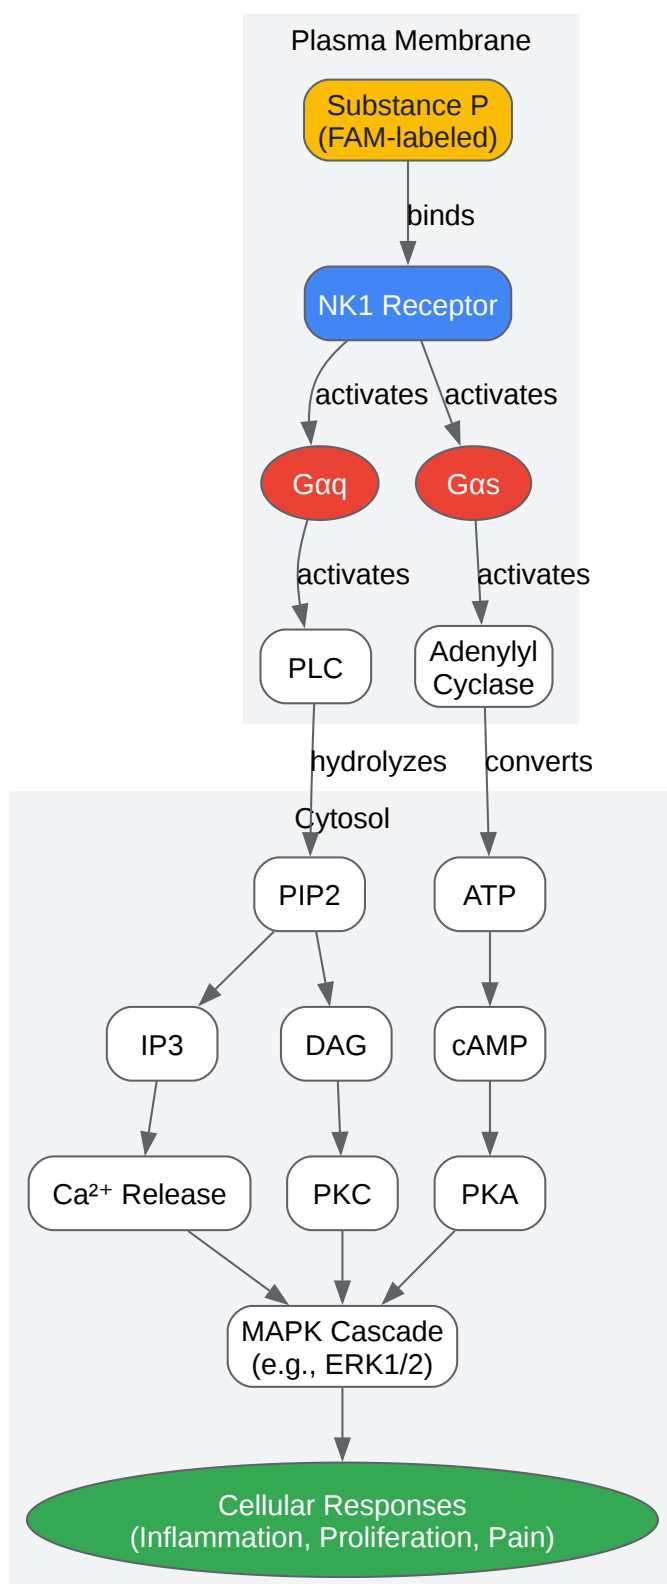 Plasma Membrane
Substance P
(FAM-labeled)
binds
NK1 Receptor
activates
activates
Gαq
Gαs
activates
activates
PLC
Adenylyl
Cyclase
hydrolyzes
converts
Cytosol
PIP2
ATP
IP3
DAG
cAMP
Ca²⁺ Release
PKC
PKA
MAPK Cascade
(e.g., ERK1/2)
Cellular Responses
(Inflammation, Proliferation, Pain)